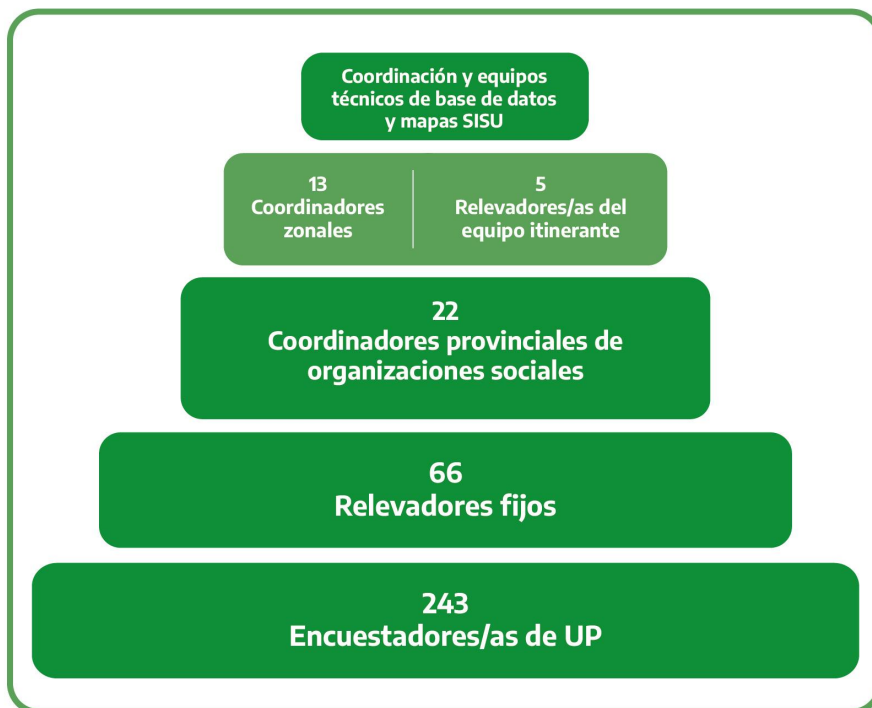 Coordinación y equipos
técnicos de base de datos
y mapas SISU
13
Coordinadores
zonales
5
Relevadores/as del
equipo itinerante
22
Coordinadores provinciales de
organizaciones sociales
66
Relevadores fijos
243
Encuestadores/as de UP